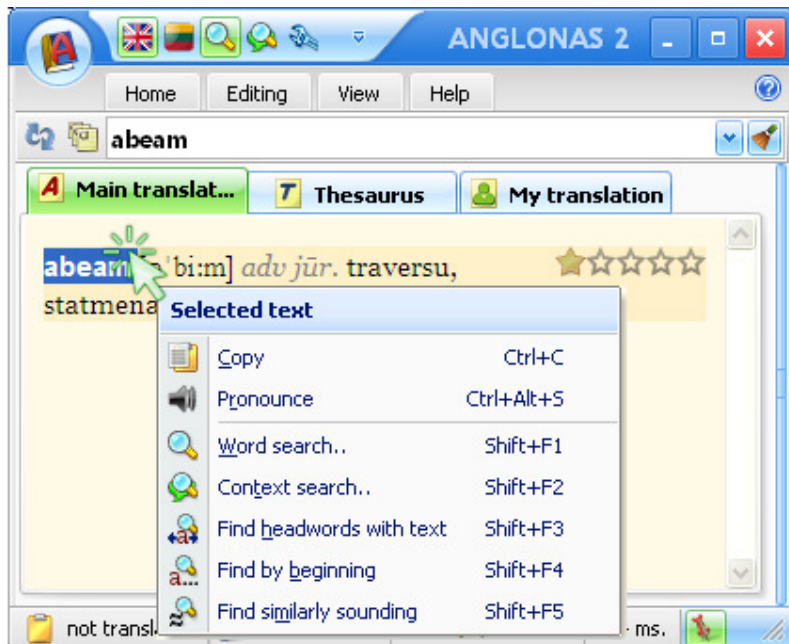 ANGLONAS 2
Home Editing View Help
abeam
Main translat... Thesaurus My translation
abeam ˈbi:m] adv jūr. traversu,
statmena
Selected text
Copy Ctrl+C
Pronounce Ctrl+Alt+S
Word search.. Shift+F1
Context search.. Shift+F2
Find headwords with text Shift+F3
Find by beginning Shift+F4
Find similarly sounding Shift+F5
not transl ms.